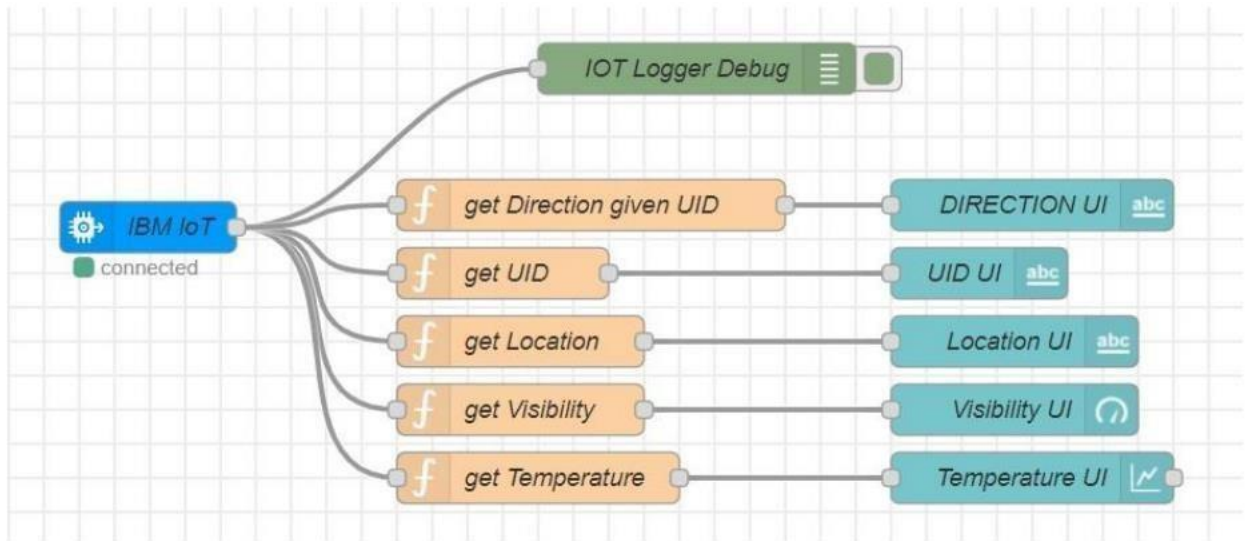 IOT Logger Debug
get Direction given UID
DIRECTION UI abc
IBM IoT
connected
get UID
UID UI abc
get Location
Location UI abc
get Visibility
Visibility UI
get Temperature
Temperature UI